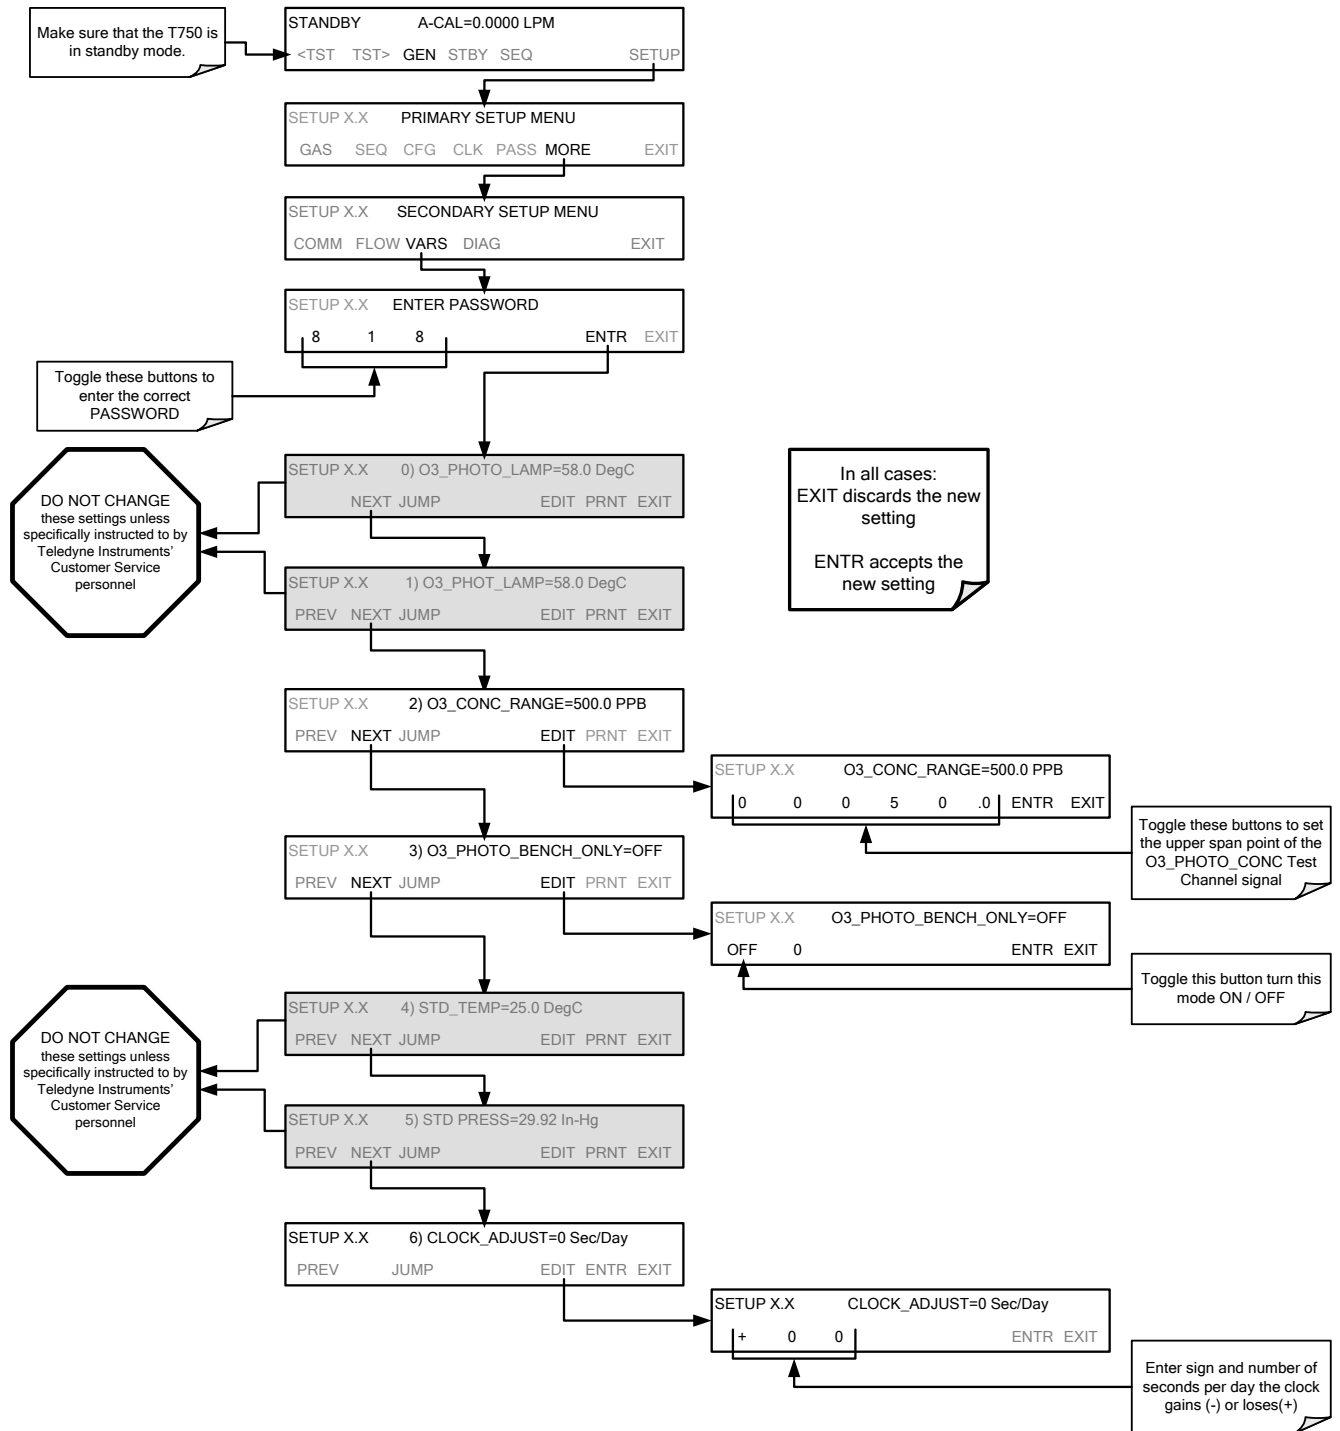 Make sure that the T750 is
in standby mode.
STANDBY A-CAL=0.0000 LPM
<TST TST> GEN STBY SEQ SETUP
SETUP X.X PRIMARY SETUP MENU
GAS SEQ CFG CLK PASS MORE EXIT
SETUP X.X SECONDARY SETUP MENU
COMM FLOW VARS DIAG EXIT
SETUP X.X ENTER PASSWORD
8 1 8 ENTR EXIT
Toggle these buttons to
enter the correct
PASSWORD
SETUP X.X 0) O3_PHOTO_LAMP=58.0 DegC
NEXT JUMP EDIT PRNT EXIT
DO NOT CHANGE
these settings unless
specifically instructed to by
Teledyne Instruments'
Customer Service
personnel
In all cases:
EXIT discards the new
setting
ENTR accepts the
new setting
SETUP X.X 1) O3_PHOT_LAMP=58.0 DegC
PREV NEXT JUMP EDIT PRNT EXIT
SETUP X.X 2) O3_CONC_RANGE=500.0 PPB
PREV NEXT JUMP EDIT PRNT EXIT
SETUP X.X O3_CONC_RANGE=500.0 PPB
0 0 0 5 0 .0 ENTR EXIT
Toggle these buttons to set
the upper span point of the
O3_PHOTO_CONC Test
Channel signal
SETUP X.X 3) O3_PHOTO_BENCH_ONLY=OFF
PREV NEXT JUMP EDIT PRNT EXIT
SETUP X.X O3_PHOTO_BENCH_ONLY=OFF
OFF 0 ENTR EXIT
Toggle this button turn this
mode ON / OFF
SETUP X.X 4) STD_TEMP=25.0 DegC
PREV NEXT JUMP EDIT PRNT EXIT
DO NOT CHANGE
these settings unless
specifically instructed to by
Teledyne Instruments'
Customer Service
personnel
SETUP X.X 5) STD PRESS=29.92 In-Hg
PREV NEXT JUMP EDIT PRNT EXIT
SETUP X.X 6) CLOCK_ADJUST=0 Sec/Day
PREV JUMP EDIT ENTR EXIT
SETUP X.X CLOCK_ADJUST=0 Sec/Day
+ 0 0 ENTR EXIT
Enter sign and number of
seconds per day the clock
gains (-) or loses(+)